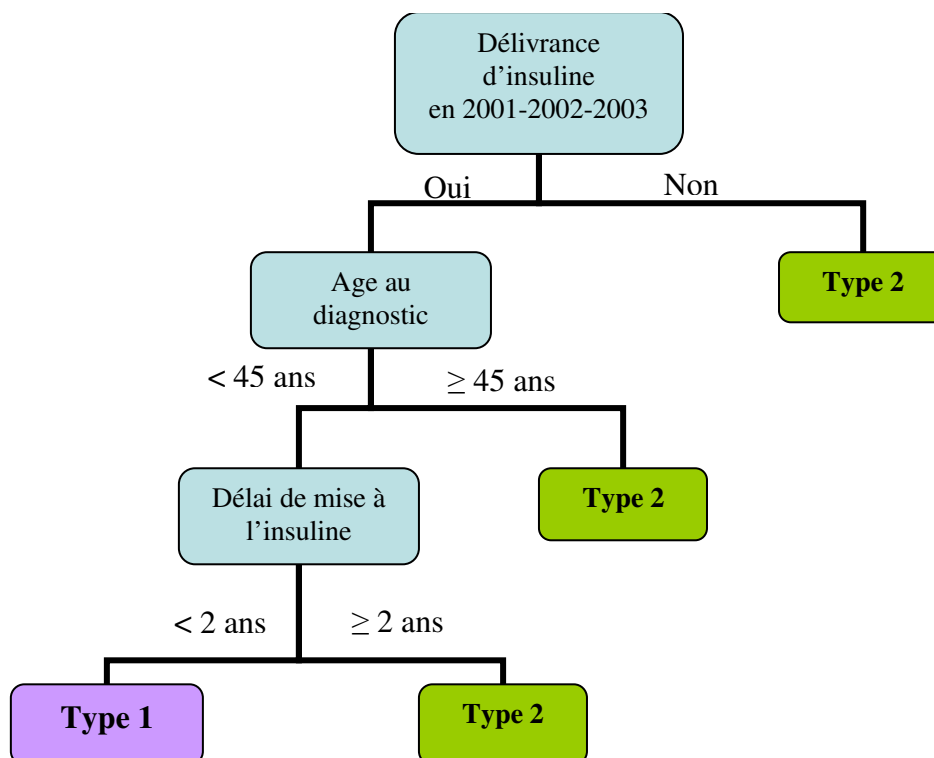 Délivrance
d’insuline
en 2001-2002-2003
Oui
Non
Age au
diagnostic
Type 2
< 45 ans
≥ 45 ans
Délai de mise à
l’insuline
Type 2
< 2 ans
≥ 2 ans
Type 1
Type 2